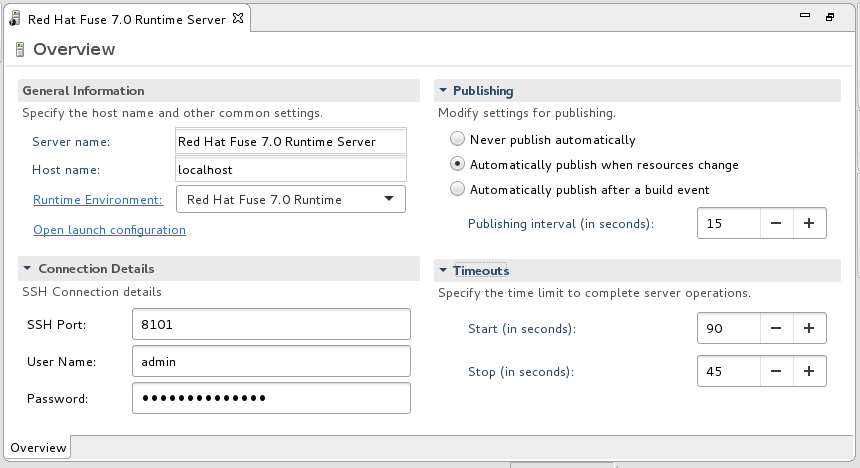 Red Hat Fuse 7.0 Runtime Server
Overview
General Information
Specify the host name and other common settings.
Server name: Red Hat Fuse 7.0 Runtime Server
Host name: localhost
Runtime Environment: Red Hat Fuse 7.0 Runtime
Open launch configuration
Connection Details
SSH Connection details
SSH Port: 8101
User Name: admin
Password: ••••••••••••••
Publishing
Modify settings for publishing.
Never publish automatically
Automatically publish when resources change
Automatically publish after a build event
Publishing interval (in seconds): 15 − +
Timeouts
Specify the time limit to complete server operations.
Start (in seconds): 90 − +
Stop (in seconds): 45 − +
Overview